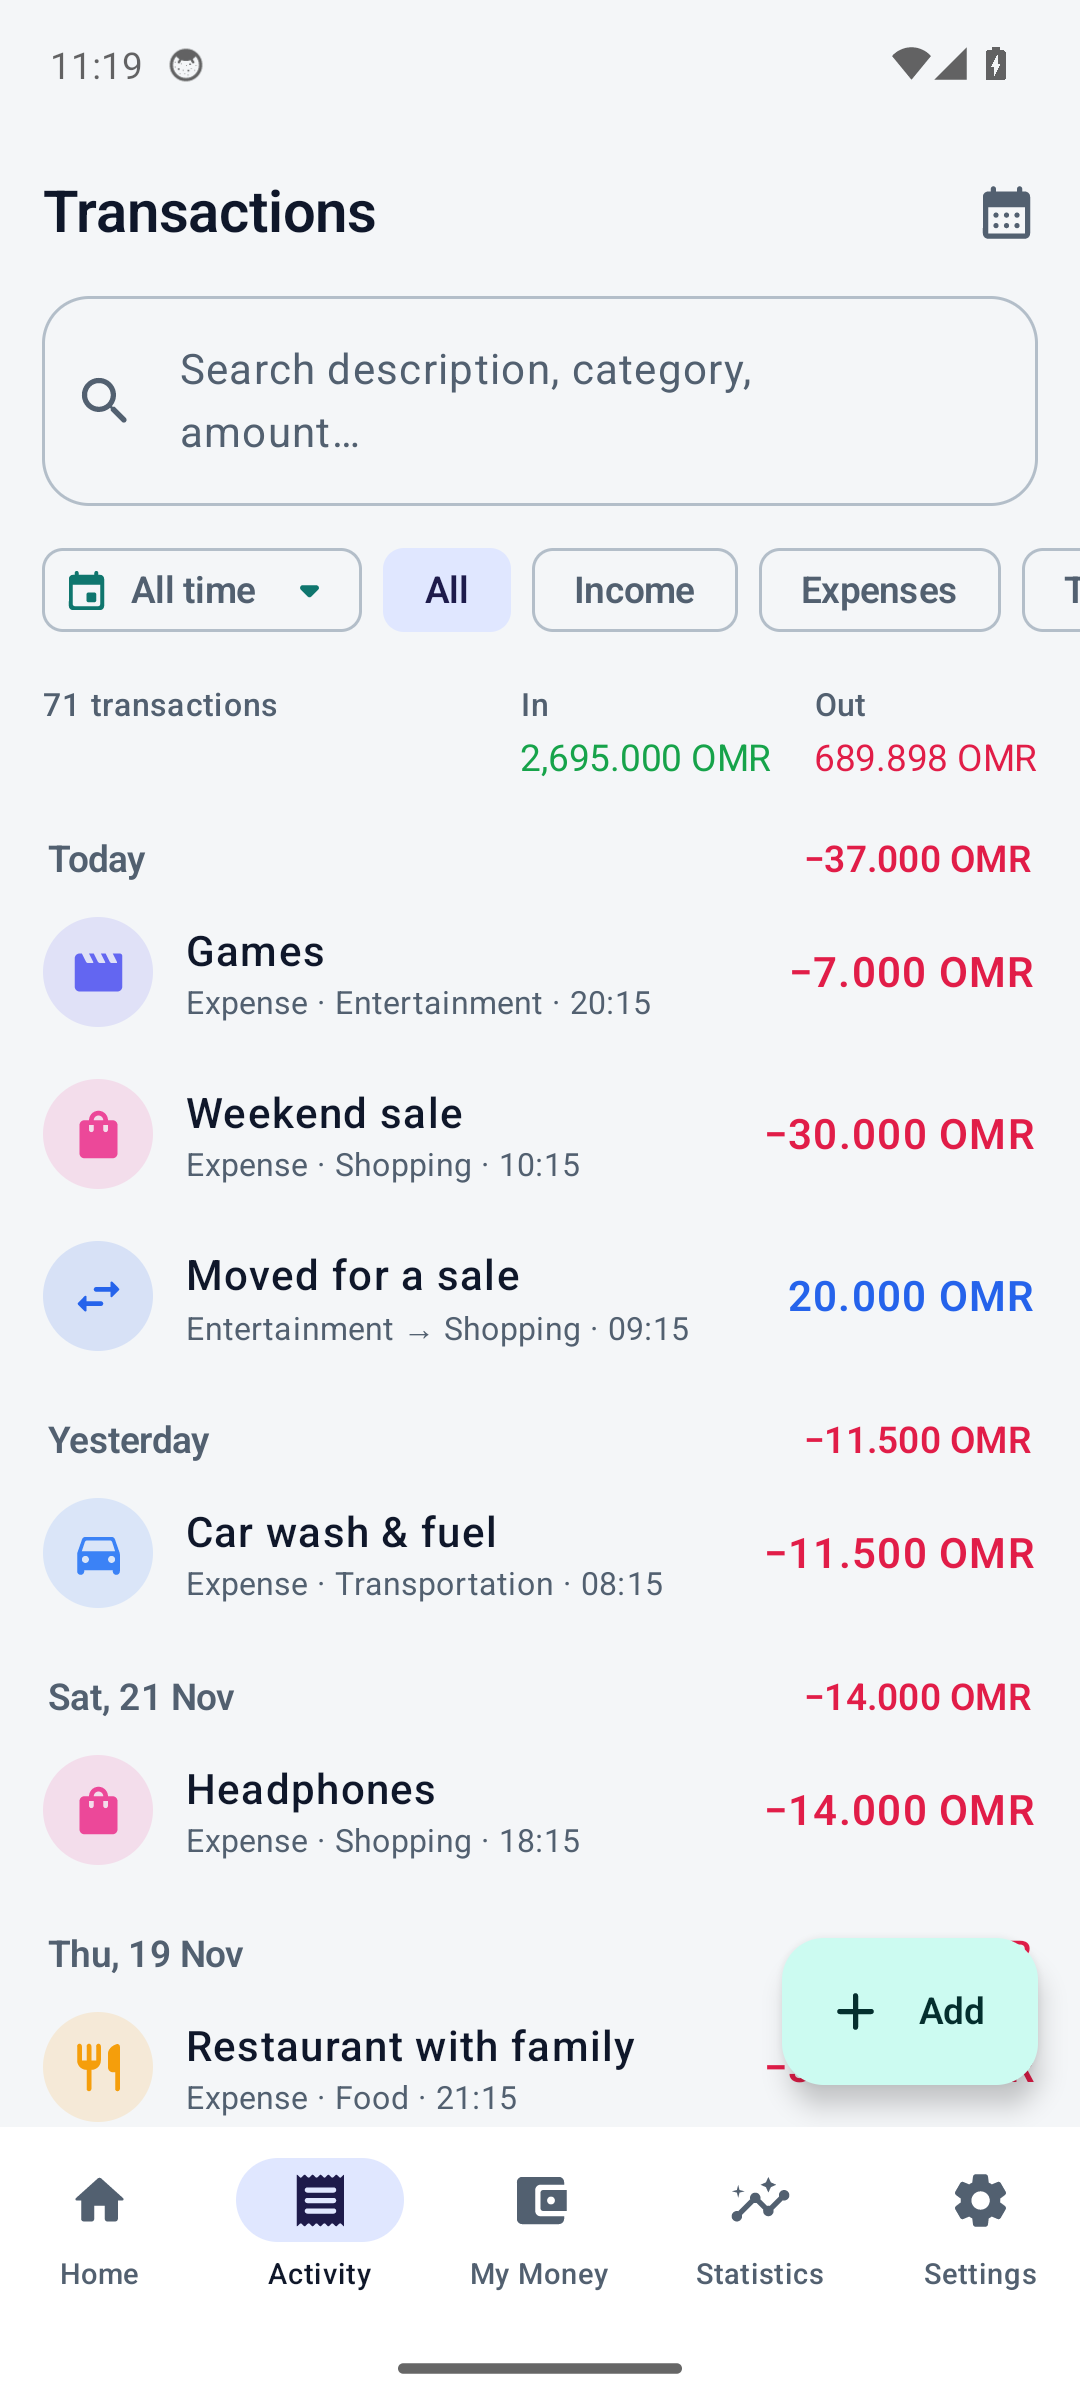 11:19
Transactions
Search description, category,
amount…
All time
All
Income
Expenses
71 transactions
In
Out
2,695.000 OMR
689.898 OMR
Today
−37.000 OMR
Games
−7.000 OMR
Expense · Entertainment · 20:15
Weekend sale
−30.000 OMR
Expense · Shopping · 10:15
Moved for a sale
20.000 OMR
Entertainment → Shopping · 09:15
Yesterday
−11.500 OMR
Car wash & fuel
−11.500 OMR
Expense · Transportation · 08:15
Sat, 21 Nov
−14.000 OMR
Headphones
−14.000 OMR
Expense · Shopping · 18:15
Thu, 19 Nov
Add
Restaurant with family
Expense · Food · 21:15
Home
Activity
My Money
Statistics
Settings